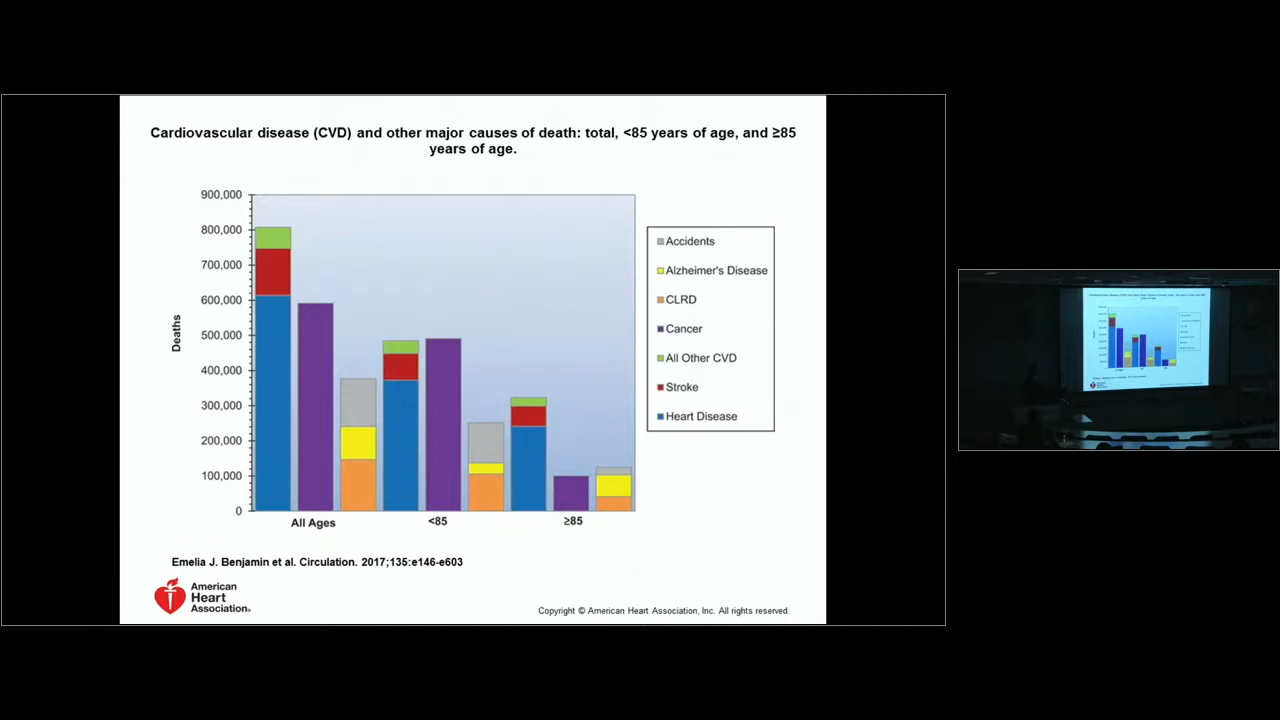 Cardiovascular disease (CVD) and other major causes of death: total, <85 years of age, and ≥85
years of age.
900,000
800,000
700,000
600,000
500,000
400,000
300,000
200,000
100,000
0
Deaths
All Ages
<85
≥85
Accidents
Alzheimer's Disease
CLRD
Cancer
All Other CVD
Stroke
Heart Disease
Emelia J. Benjamin et al. Circulation. 2017;135:e146-e603
American
Heart
Association®
Copyright © American Heart Association, Inc. All rights reserved.